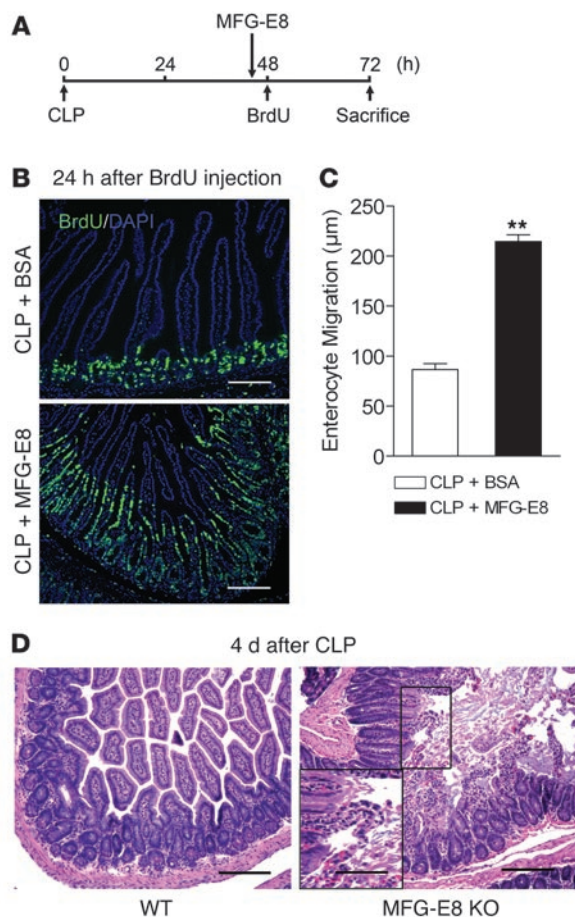 A
MFG-E8
0 24 48 72 (h)
CLP BrdU Sacrifice
B 24 h after BrdU injection
BrdU/DAPI
CLP + BSA
CLP + MFG-E8
C
**
Enterocyte Migration (µm)
250
200
150
100
50
0
CLP + BSA
CLP + MFG-E8
D 4 d after CLP
WT MFG-E8 KO